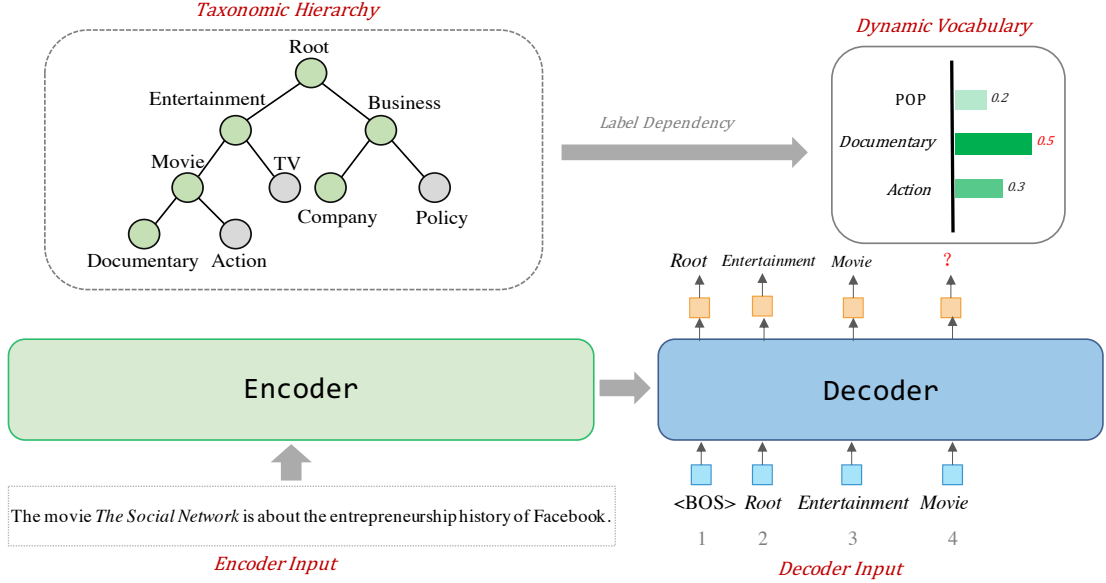 Taxonomic Hierarchy
Root
Entertainment
Business
Movie
TV
Company
Policy
Documentary
Action
Label Dependency
Dynamic Vocabulary
POP
0.2
Documentary
0.5
Action
0.3
Root Entertainment Movie ?
Encoder
Decoder
The movie The Social Network is about the entrepreneurship history of Facebook.
Encoder Input
<BOS> Root Entertainment Movie
1 2 3 4
Decoder Input